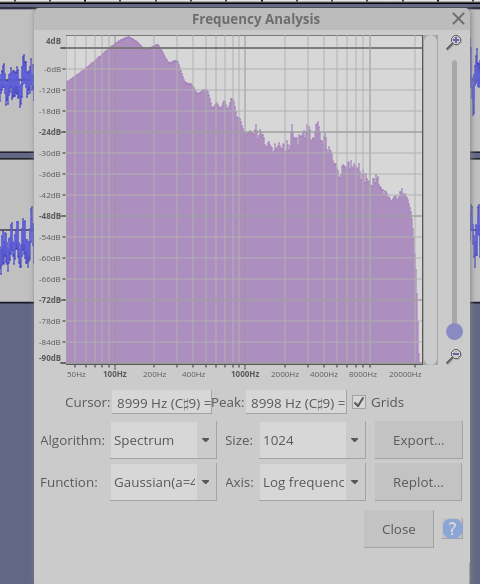 Frequency Analysis
4dB
-6dB
-12dB
-18dB
-24dB
-30dB
-36dB
-42dB
-48dB
-54dB
-60dB
-66dB
-72dB
-78dB
-84dB
-90dB
50Hz 100Hz 200Hz 400Hz 1000Hz 2000Hz 4000Hz 8000Hz 20000Hz
Cursor: 8999 Hz (C♯9) = Peak: 8998 Hz (C♯9) = Grids
Algorithm: Spectrum Size: 1024 Export...
Function: Gaussian(a=4 Axis: Log frequenc Replot...
Close ?